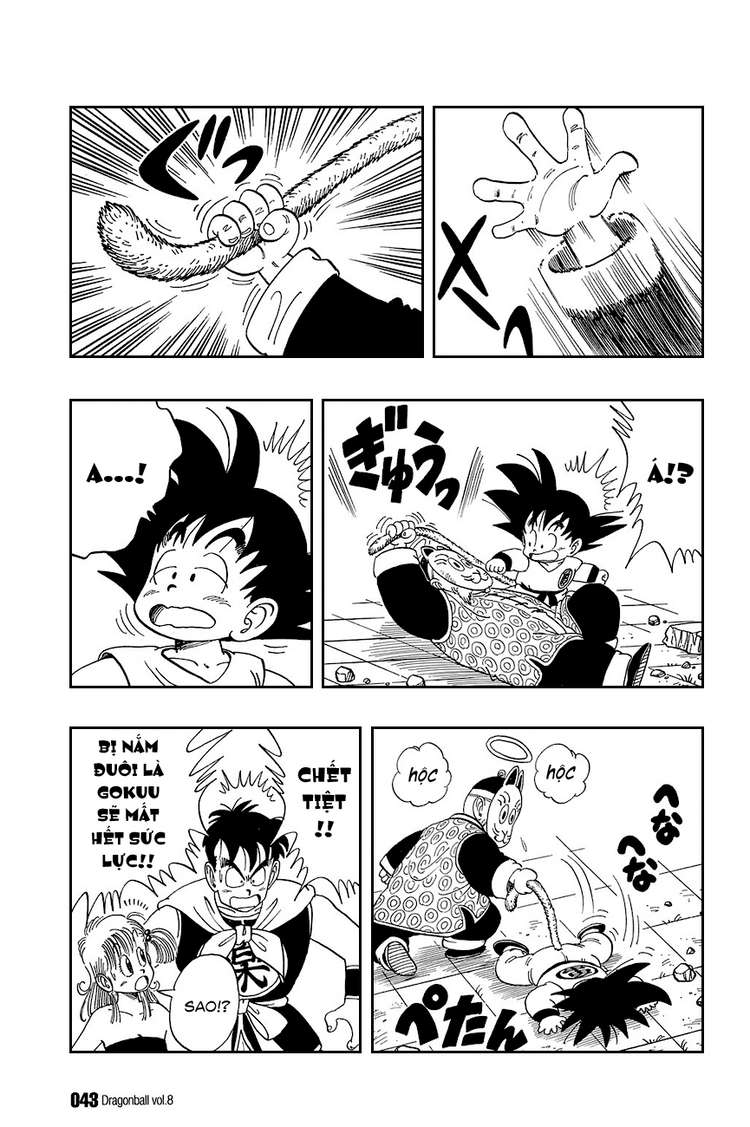 ぐっ
Á!?
ぎゅうっ
A...!
HỘC
HỘC
へな
へな
ぺたん
CHẾT
TIỆT
!!
BỊ NẮM
ĐUÔI LÀ
GOKUU
SẼ MẤT
HẾT SỨC
LỰC!!
SAO!?
043 Dragonball vol.8